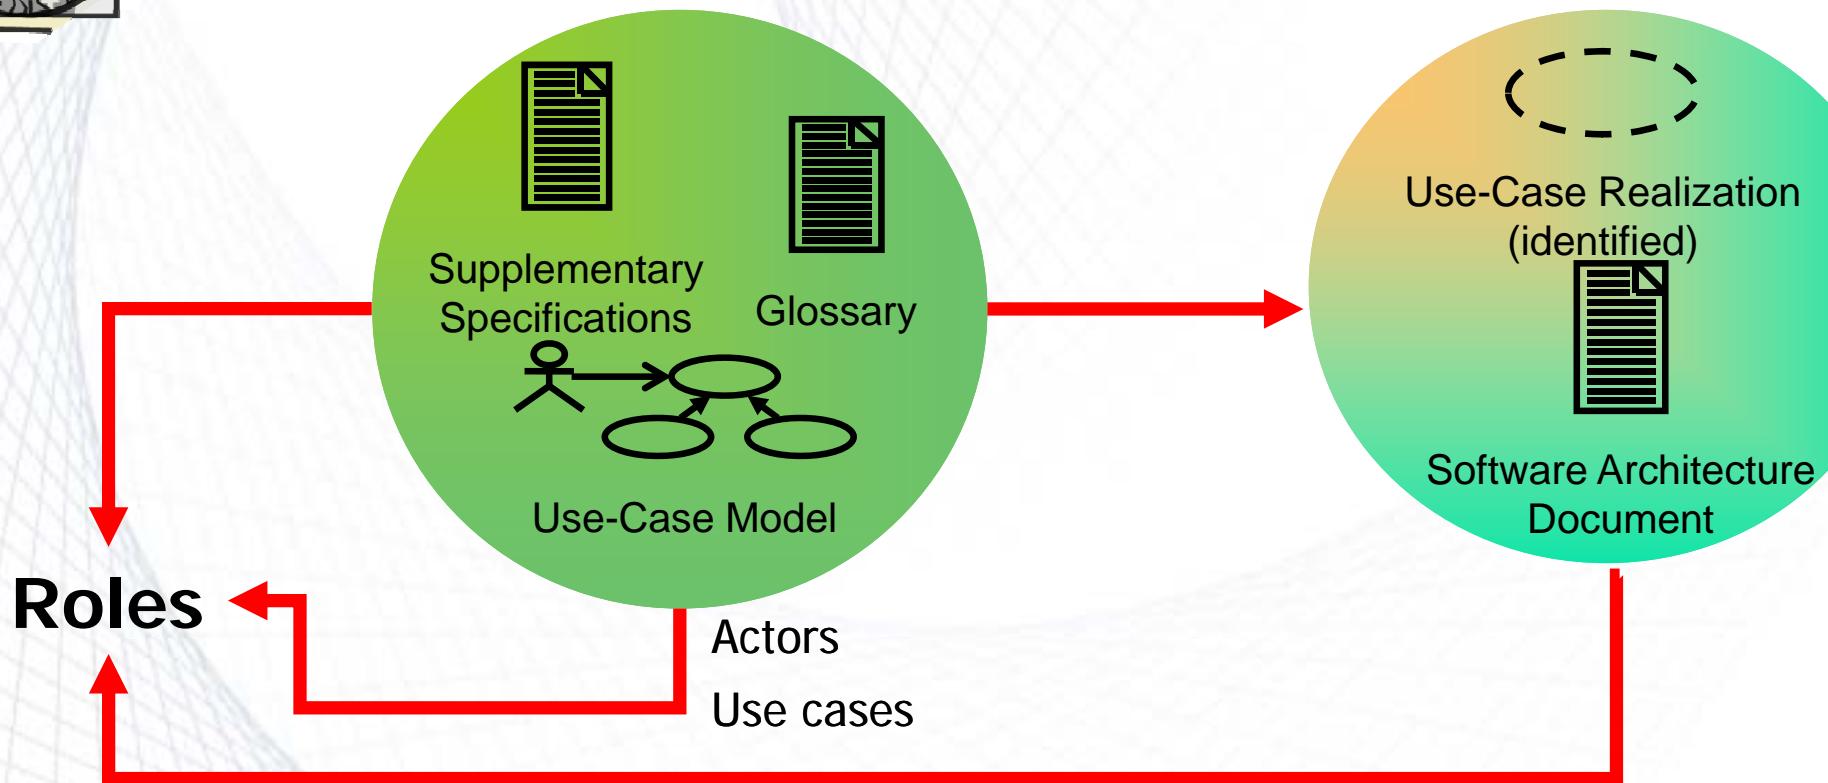 Supplementary
Specifications
Glossary
Use-Case Model
Use-Case Realization
(identified)
Software Architecture
Document
Roles
Actors
Use cases